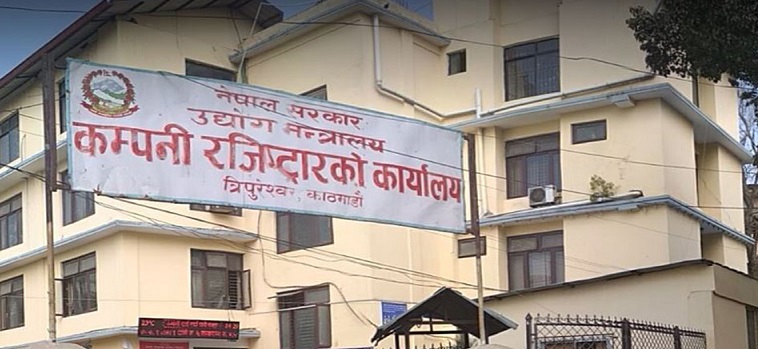 नेपाल सरकार
उद्योग मन्त्रालय
कम्पनी रजिष्ट्रारको कार्यालय
त्रिपुरेश्वर, काठमाडौं